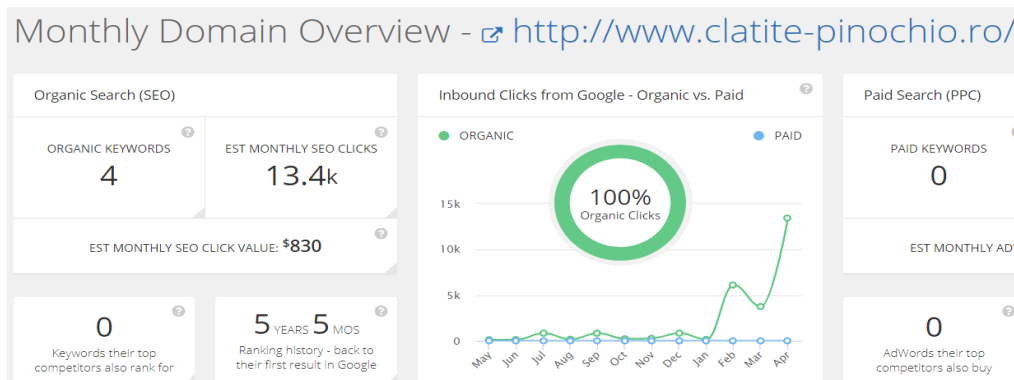 Monthly Domain Overview - http://www.clatite-pinochio.ro/
Organic Search (SEO)
ORGANIC KEYWORDS
4
EST MONTHLY SEO CLICKS
13.4k
EST MONTHLY SEO CLICK VALUE: $830
0
Keywords their top
competitors also rank for
5 YEARS 5 MOS
Ranking history - back to
their first result in Google
Inbound Clicks from Google - Organic vs. Paid
ORGANIC
PAID
100%
Organic Clicks
15k
10k
5k
0
May Jun Jul Aug Sep Oct Nov Dec Jan Feb Mar Apr
Paid Search (PPC)
PAID KEYWORDS
0
EST MONTHLY AD
0
AdWords their top
competitors also buy